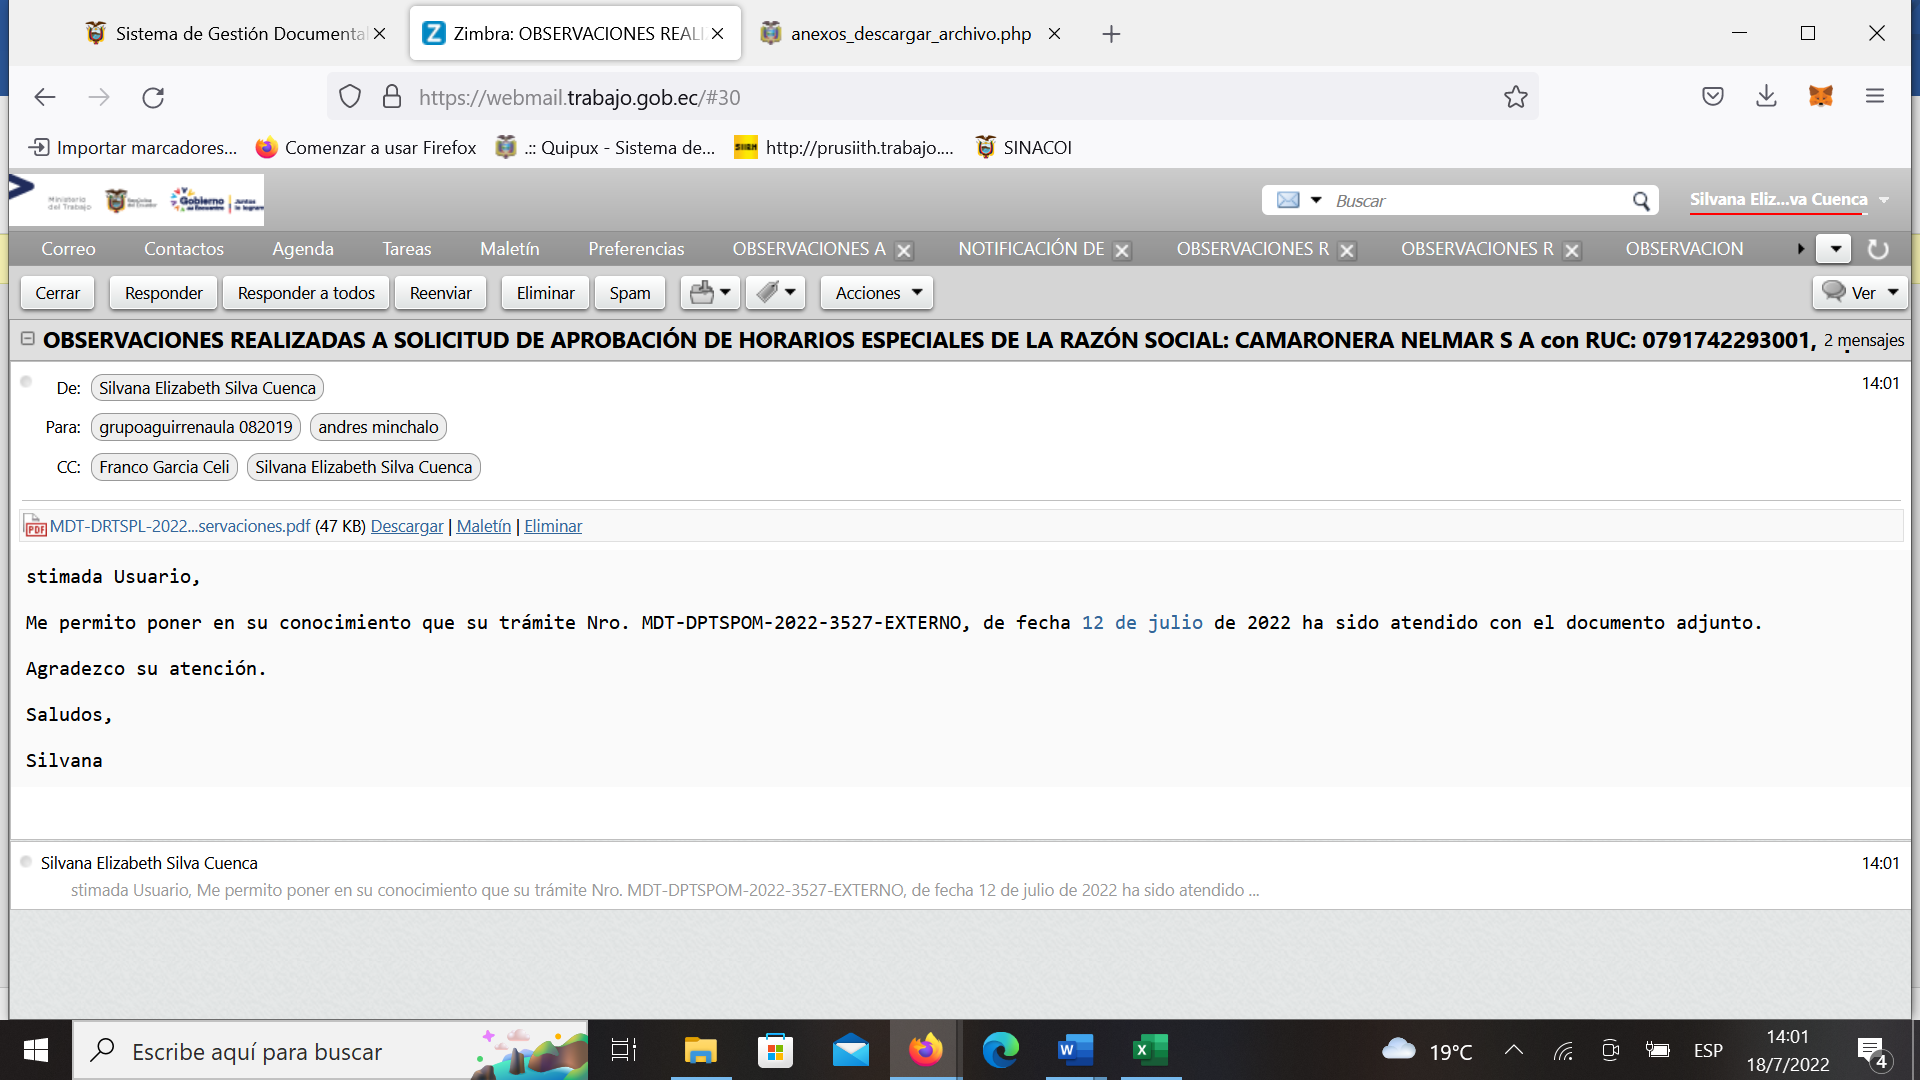 Sistema de Gestión Documenta
Zimbra: OBSERVACIONES REALI
anexos_descargar_archivo.php
https://webmail.trabajo.gob.ec/#30
Importar marcadores...
Comenzar a usar Firefox
.:: Quipux - Sistema de...
http://prusiith.trabajo....
SINACOI
Ministerio
del Trabajo
Gobierno
Juntos
Buscar
Silvana Eliz...va Cuenca
Correo
Contactos
Agenda
Tareas
Maletín
Preferencias
OBSERVACIONES A
NOTIFICACIÓN DE
OBSERVACIONES R
OBSERVACIONES R
OBSERVACION
Cerrar
Responder
Responder a todos
Reenviar
Eliminar
Spam
Acciones
Ver
OBSERVACIONES REALIZADAS A SOLICITUD DE APROBACIÓN DE HORARIOS ESPECIALES DE LA RAZÓN SOCIAL: CAMARONERA NELMAR S A con RUC: 0791742293001, 2 mensajes
De: Silvana Elizabeth Silva Cuenca
14:01
Para: grupoaguirrenaula 082019 andres minchalo
CC: Franco Garcia Celi Silvana Elizabeth Silva Cuenca
PDF MDT-DRTSPL-2022...servaciones.pdf (47 KB) Descargar | Maletín | Eliminar
stimada Usuario,
Me permito poner en su conocimiento que su trámite Nro. MDT-DPTSPOM-2022-3527-EXTERNO, de fecha 12 de julio de 2022 ha sido atendido con el documento adjunto.
Agradezco su atención.
Saludos,
Silvana
Silvana Elizabeth Silva Cuenca
14:01
stimada Usuario, Me permito poner en su conocimiento que su trámite Nro. MDT-DPTSPOM-2022-3527-EXTERNO, de fecha 12 de julio de 2022 ha sido atendido ...
Escribe aquí para buscar
19°C
ESP
14:01
18/7/2022
4